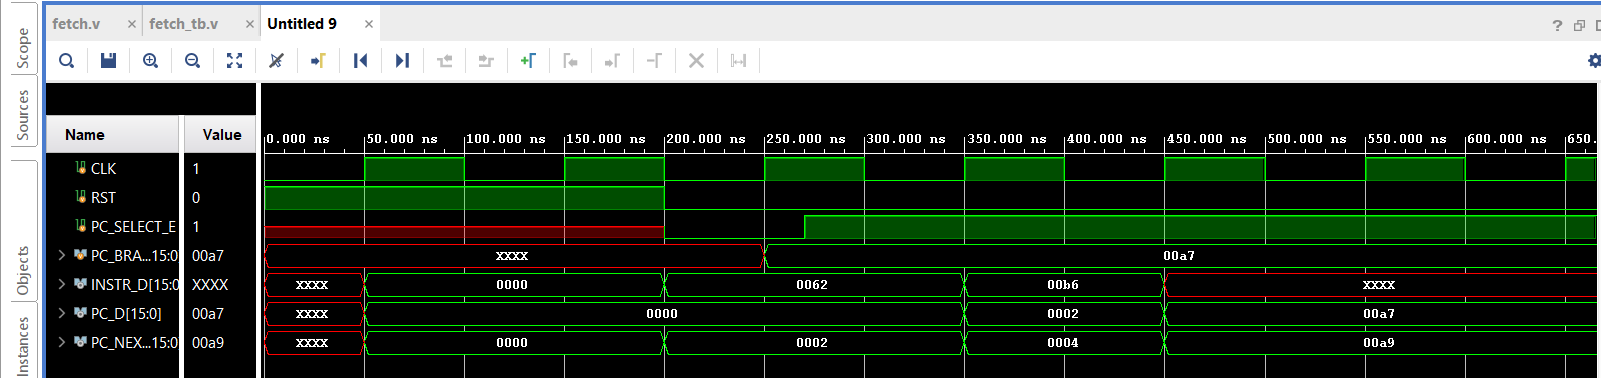 fetch.v × fetch_tb.v × Untitled 9 ×
?
Scope
Sources
Objects
Instances
Name Value
0.000 ns 50.000 ns 100.000 ns 150.000 ns 200.000 ns 250.000 ns 300.000 ns 350.000 ns 400.000 ns 450.000 ns 500.000 ns 550.000 ns 600.000 ns 650.
CLK 1
RST 0
PC_SELECT_E 1
PC_BRA...15:0 00a7 XXXX 00a7
INSTR_D[15:0 XXXX XXXX 0000 0062 00b6 XXXX
PC_D[15:0] 00a7 XXXX 0000 0002 00a7
PC_NEX...15:0 00a9 XXXX 0000 0002 0004 00a9